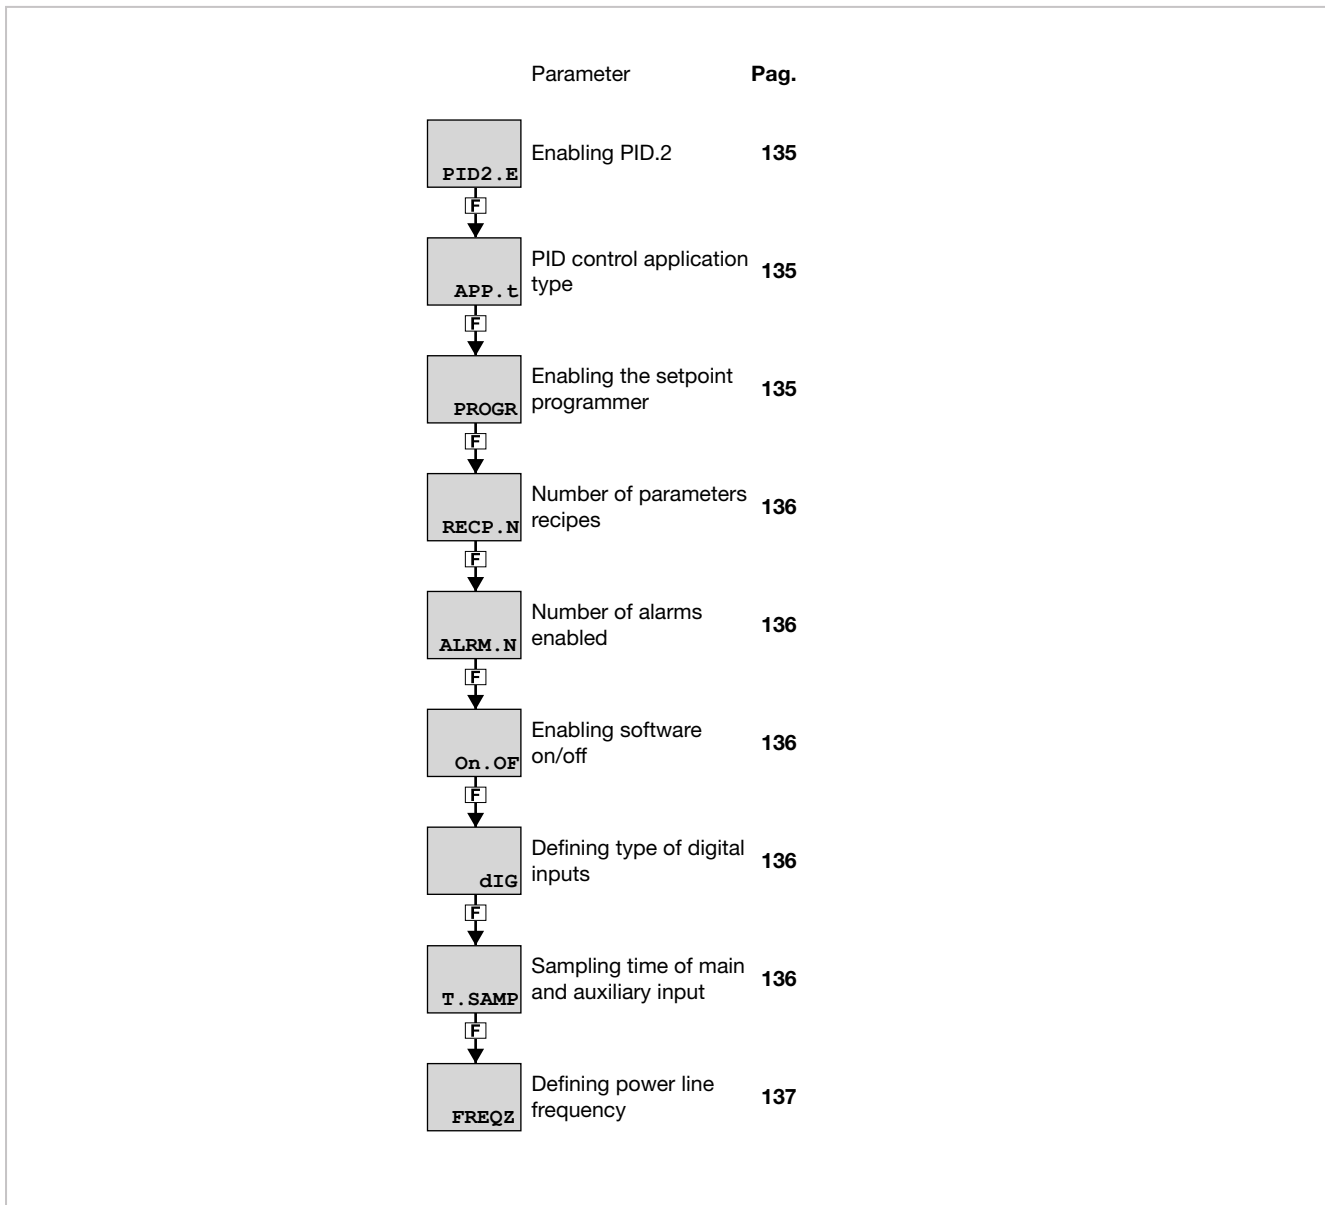 Parameter Pag.
PID2.E Enabling PID.2 135
F
APP.t PID control application type 135
F
PROGR Enabling the setpoint programmer 135
F
RECP.N Number of parameters recipes 136
F
ALRM.N Number of alarms enabled 136
F
On.OF Enabling software on/off 136
F
dIG Defining type of digital inputs 136
F
T.SAMP Sampling time of main and auxiliary input 136
F
FREQZ Defining power line frequency 137